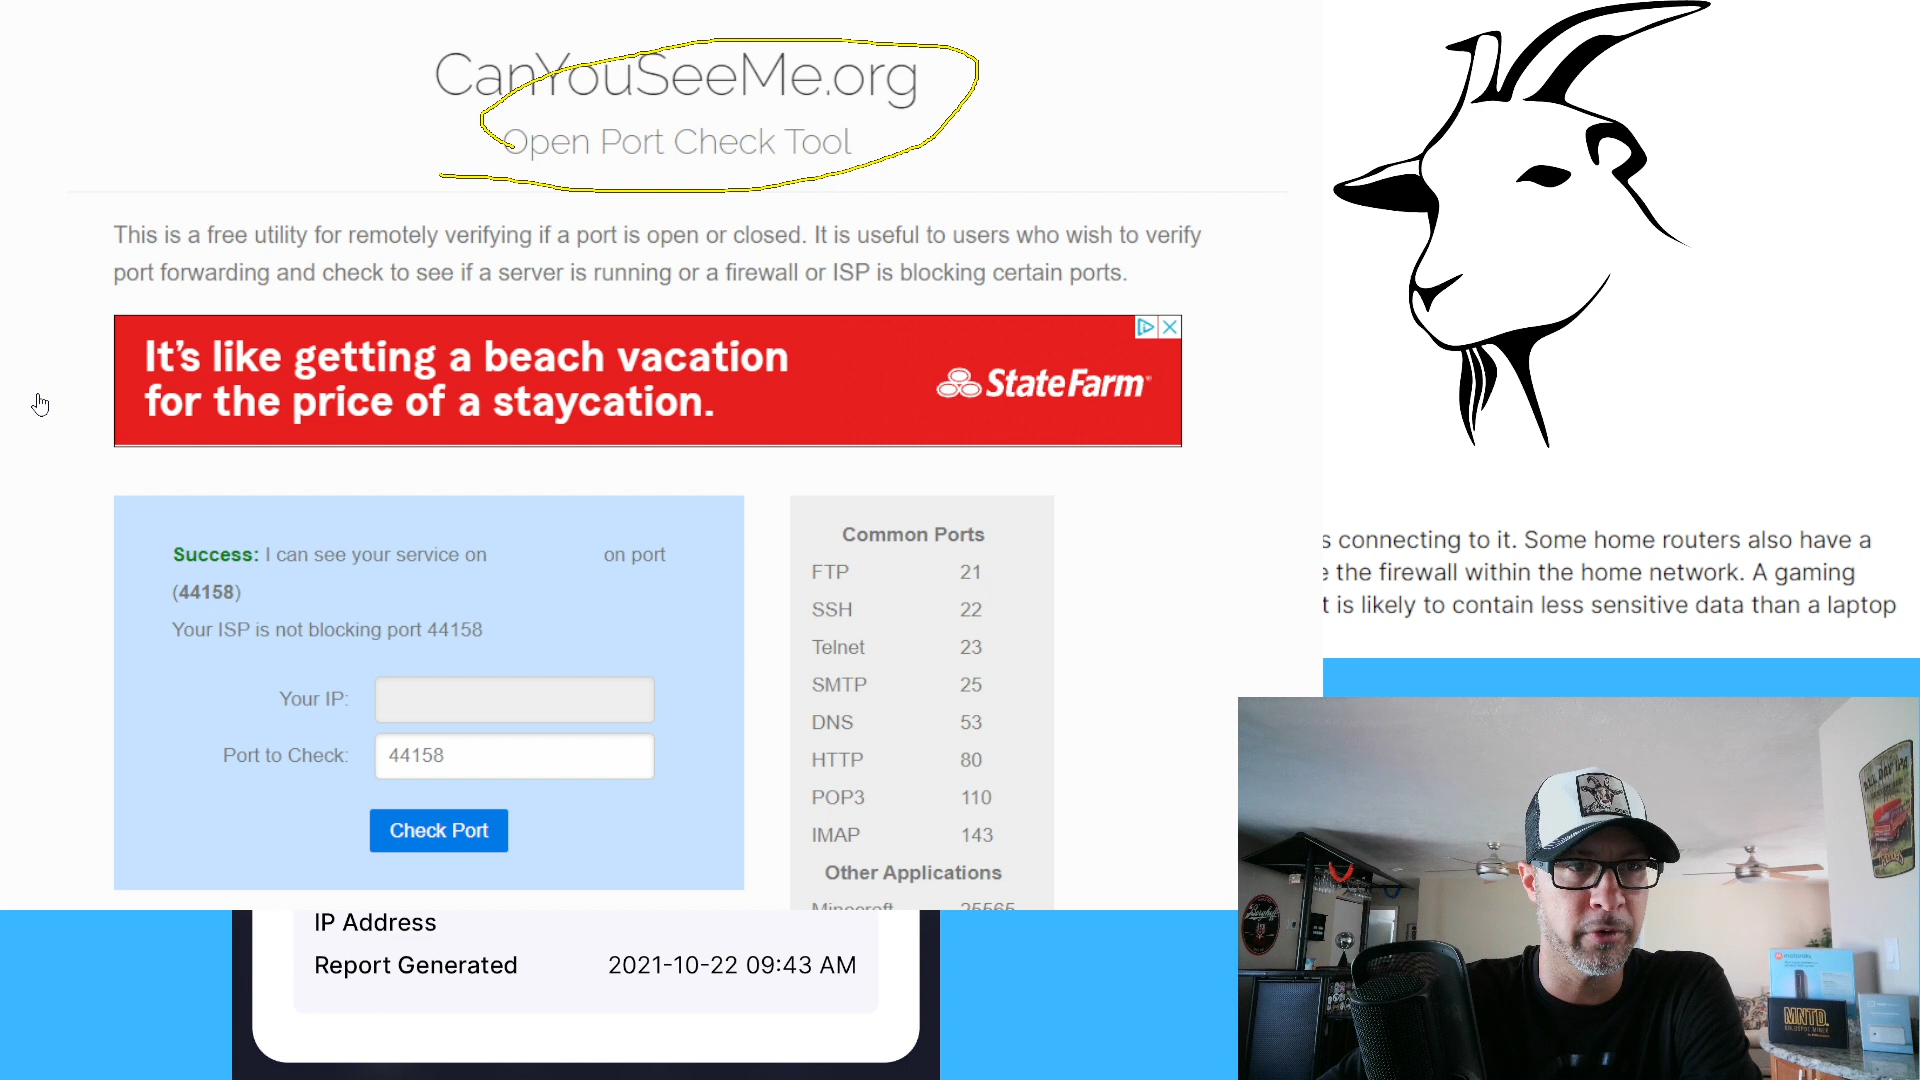 CanYouSeeMe.org
Open Port Check Tool
This is a free utility for remotely verifying if a port is open or closed. It is useful to users who wish to verify
port forwarding and check to see if a server is running or a firewall or ISP is blocking certain ports.
It's like getting a beach vacation
for the price of a staycation.
StateFarm
Success: I can see your service on on port
(44158)
Your ISP is not blocking port 44158
Your IP:
Port to Check: 44158
Check Port
Common Ports
FTP 21
SSH 22
Telnet 23
SMTP 25
DNS 53
HTTP 80
POP3 110
IMAP 143
Other Applications
Minecraft 25565
s connecting to it. Some home routers also have a
e the firewall within the home network. A gaming
t is likely to contain less sensitive data than a laptop
IP Address
Report Generated 2021-10-22 09:43 AM
motorola
MNTD.
GOLDSPOT MINER